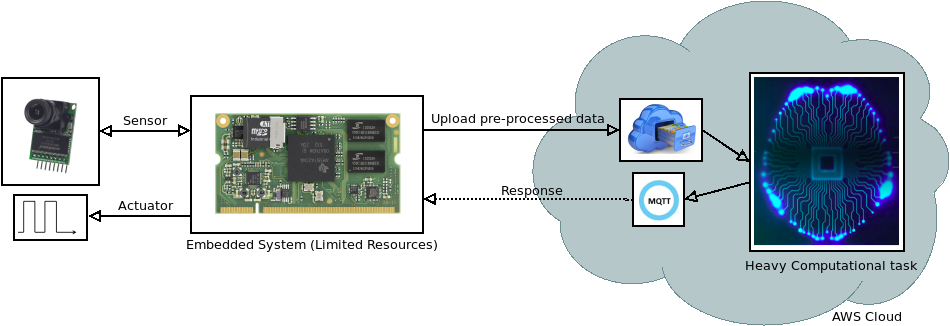 Sensor
Upload pre-processed data
Response
MQTT
Actuator
Embedded System (Limited Resources)
Heavy Computational task
AWS Cloud